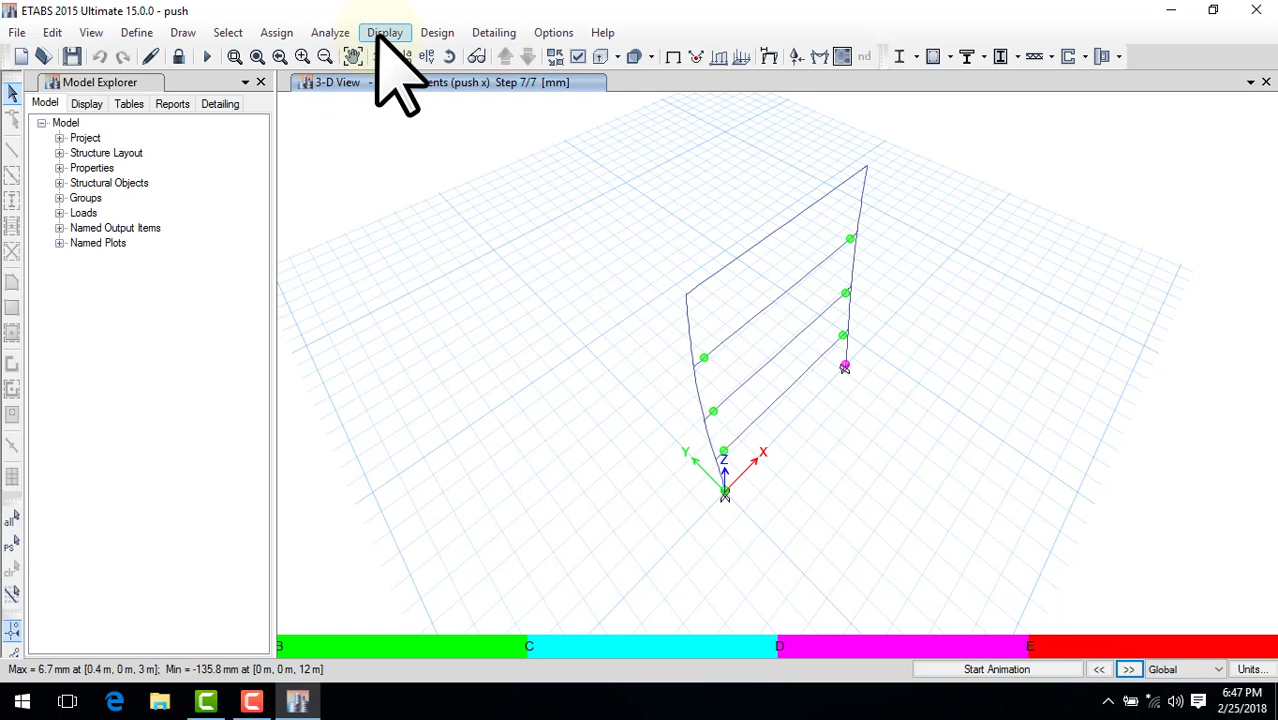 ETABS 2015 Ultimate 15.0.0 - push
File Edit View Define Draw Select Assign Analyze Display Design Detailing Options Help
nd
Model Explorer
3-D View - ents (push x) Step 7/7 [mm]
Model Display Tables Reports Detailing
Model
Project
Structure Layout
Properties
Structural Objects
Groups
Loads
Named Output Items
Named Plots
all
PS
clr
Y Z X
B C D E
Max = 6.7 mm at [0.4 m, 0 m, 3 m]; Min = -135.8 mm at [0 m, 0 m, 12 m]
Start Animation << >> Global Units...
6:47 PM
2/25/2018